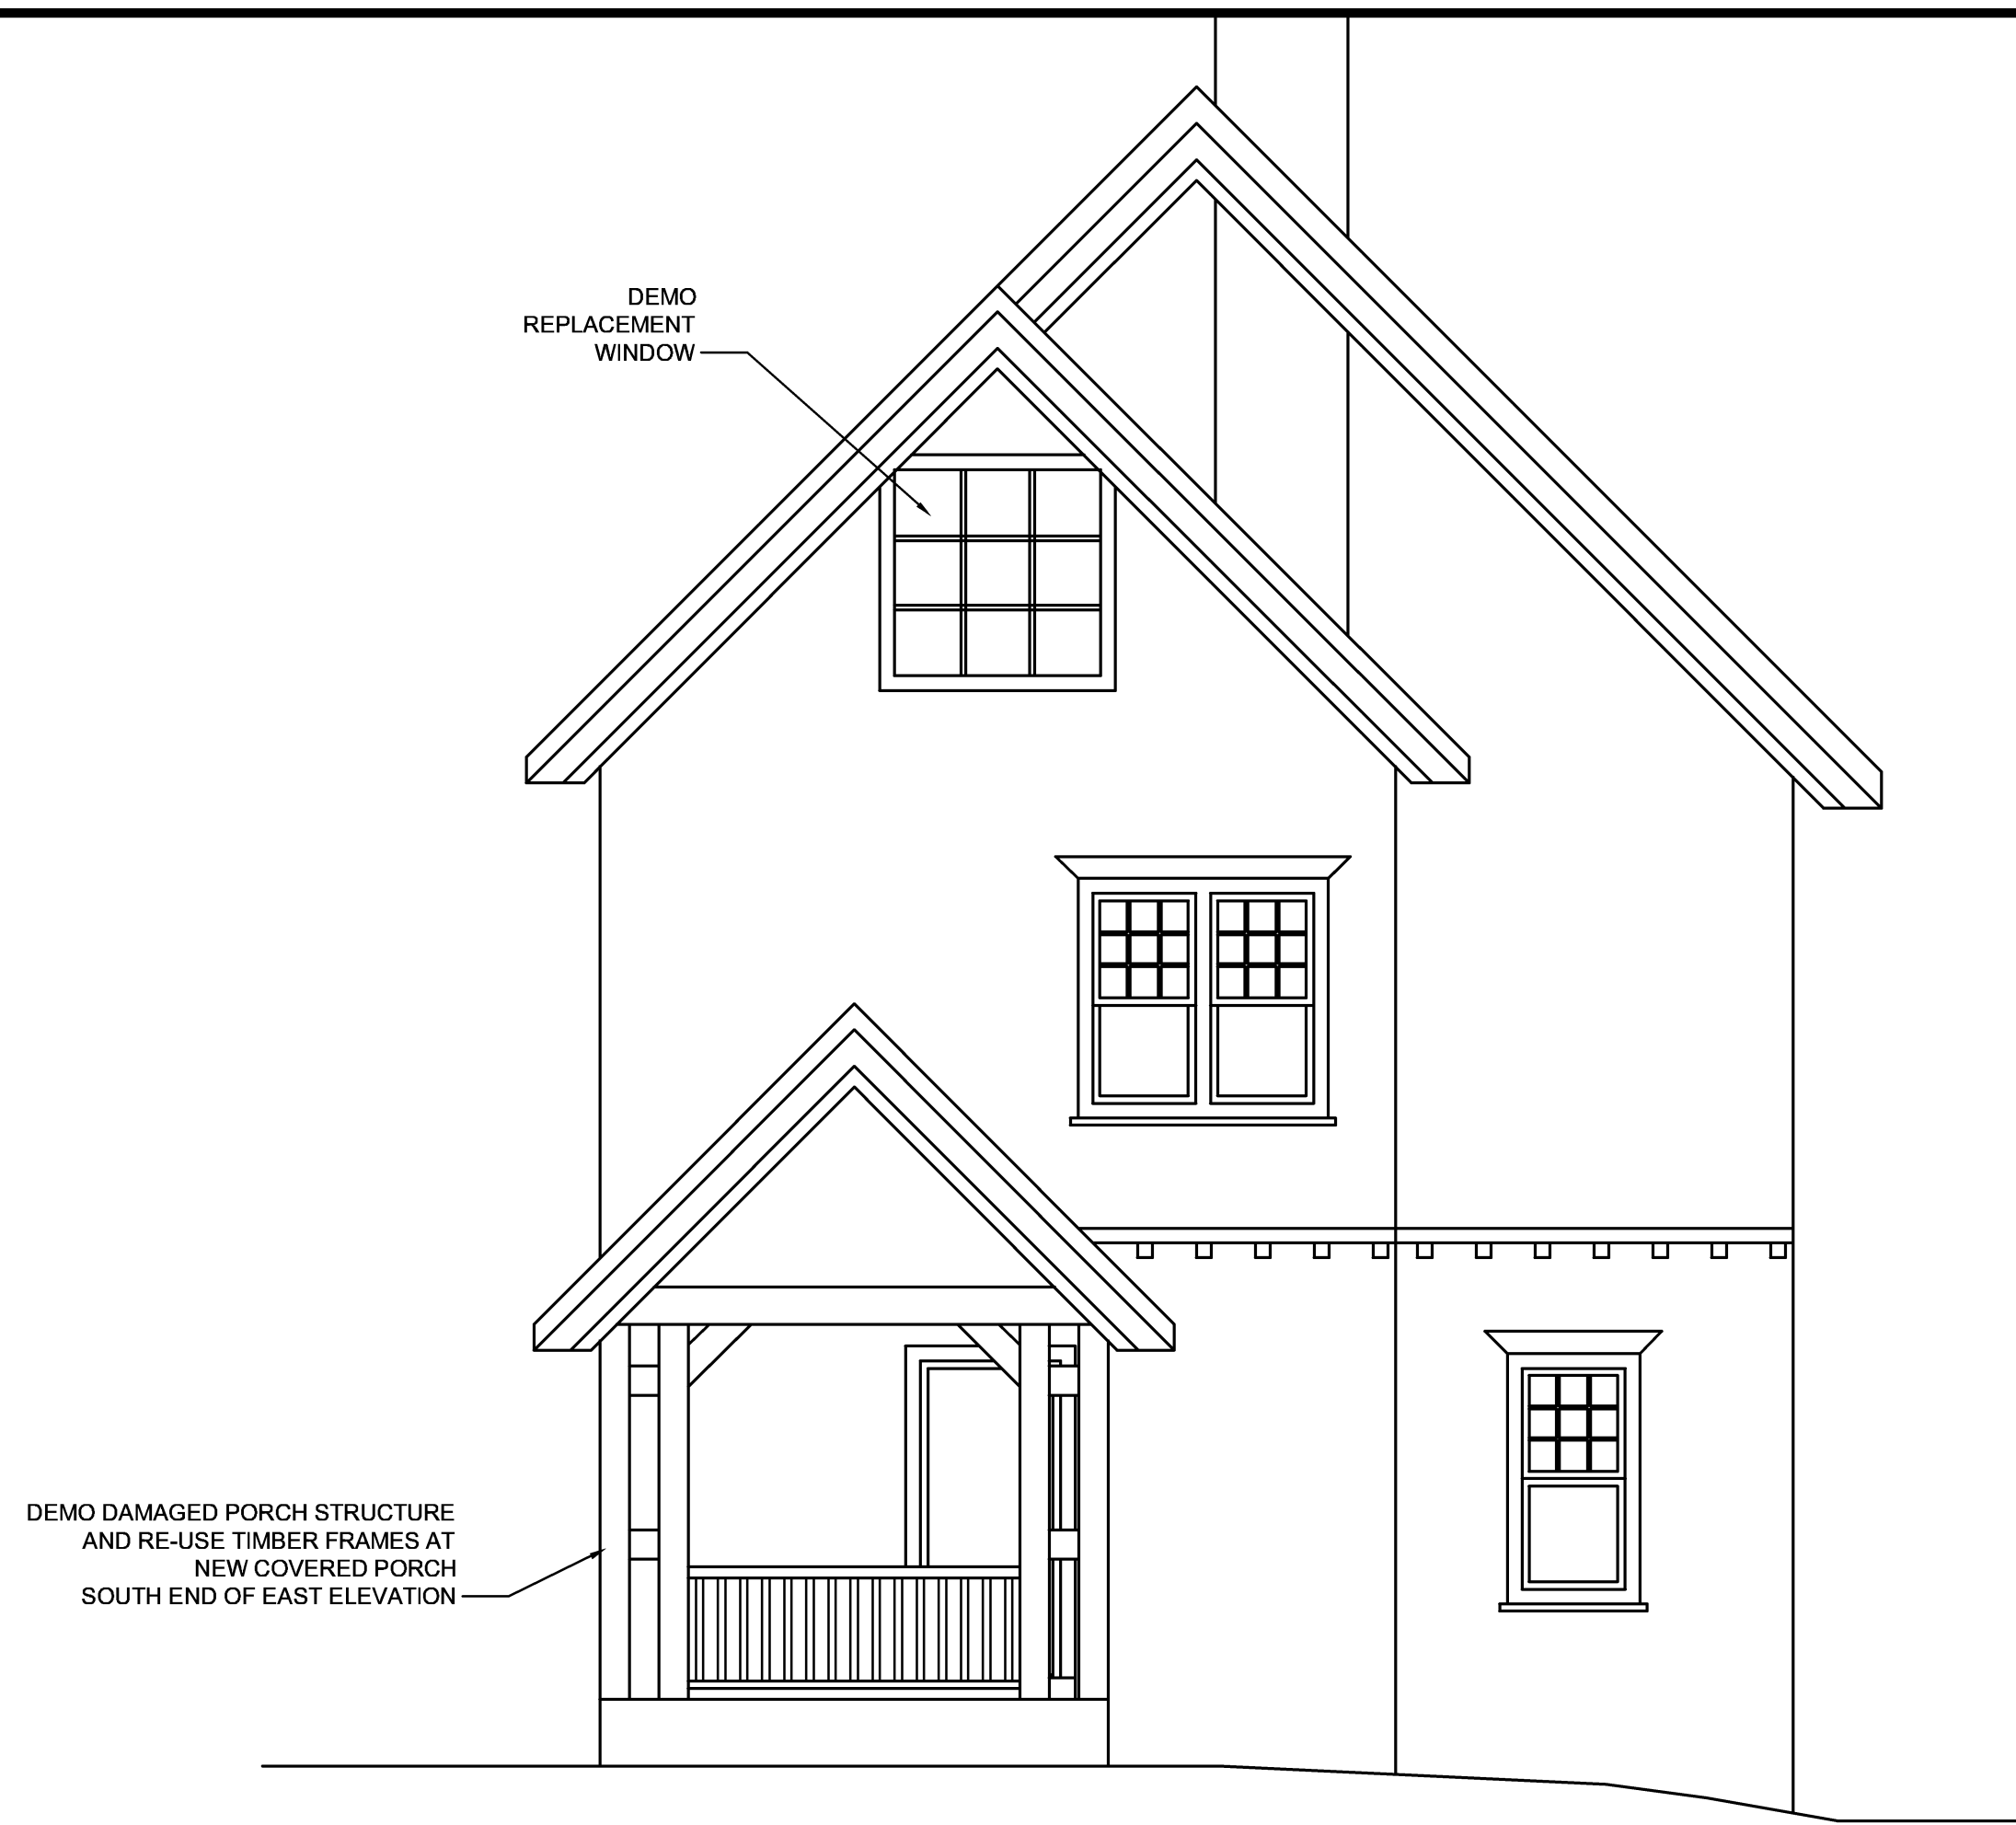 DEMO
REPLACEMENT
WINDOW
DEMO DAMAGED PORCH STRUCTURE
AND RE-USE TIMBER FRAMES AT
NEW COVERED PORCH
SOUTH END OF EAST ELEVATION